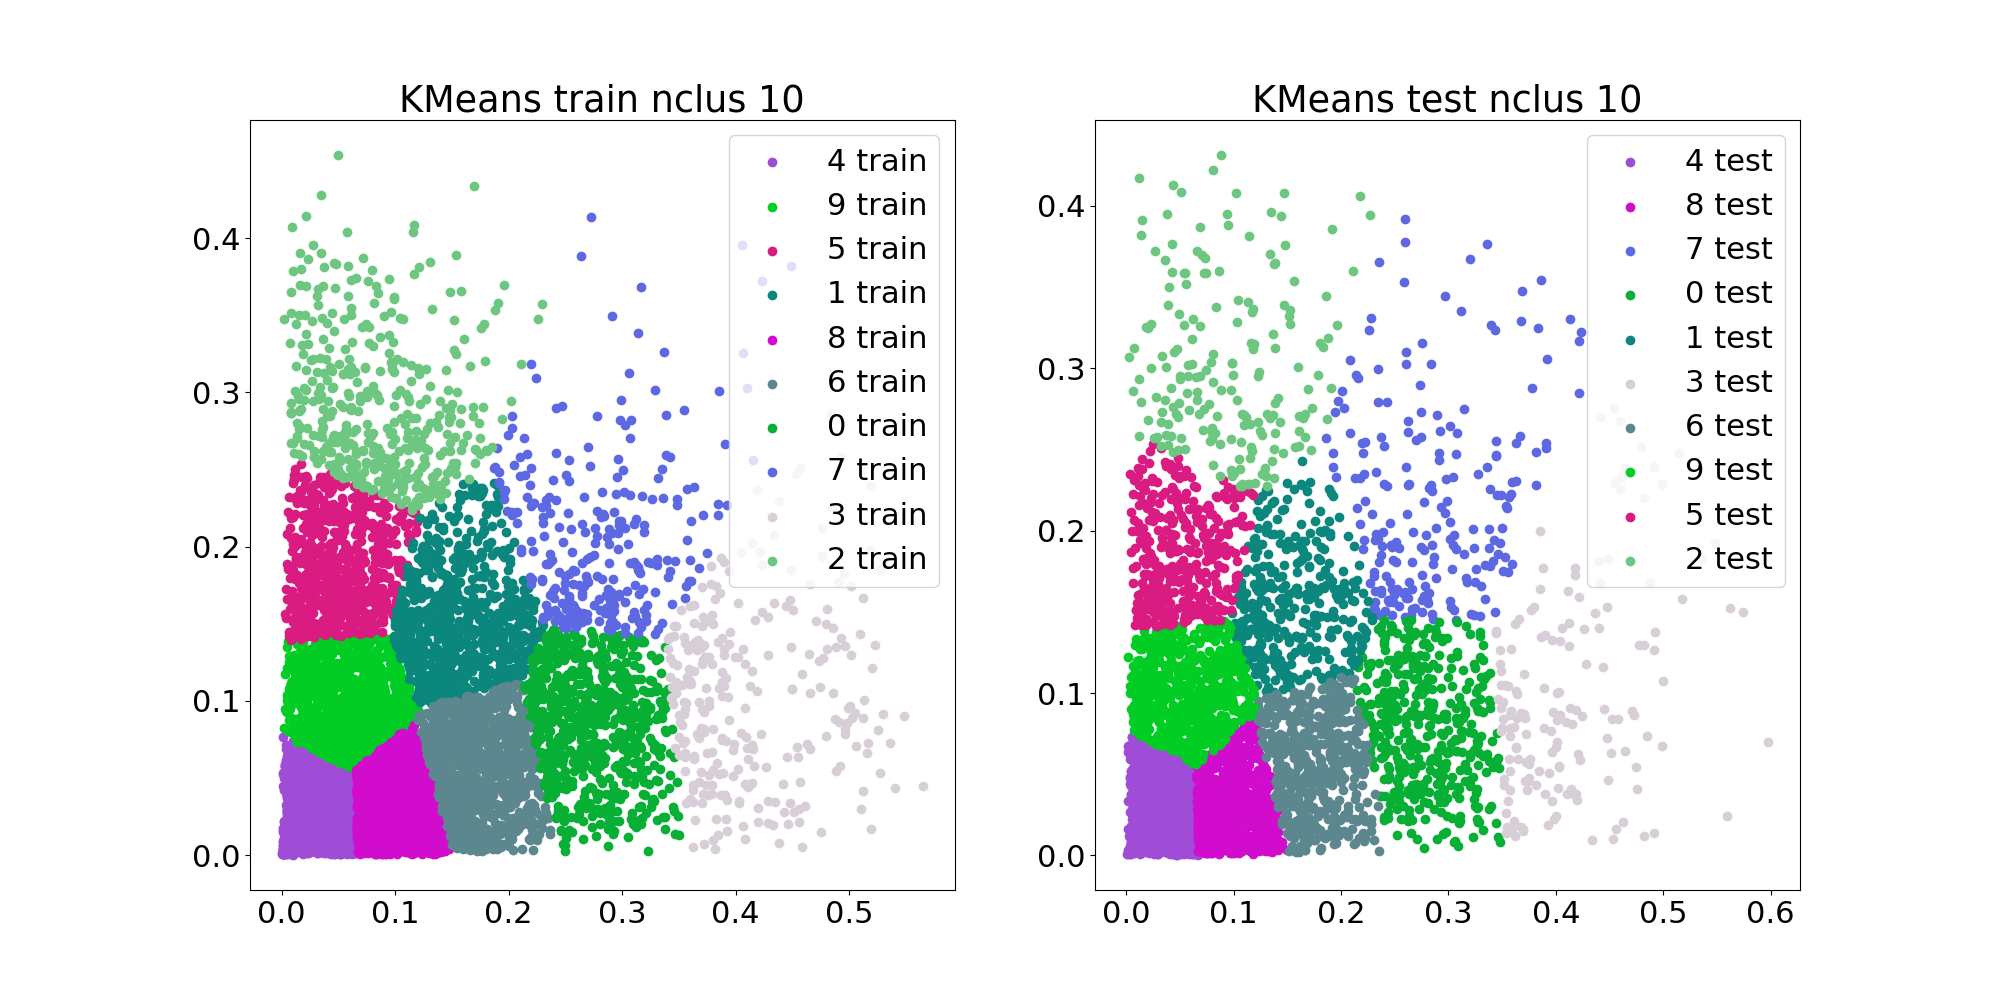 KMeans train nclus 10
4 train
9 train
5 train
1 train
8 train
6 train
0 train
7 train
3 train
2 train
0.4
0.3
0.2
0.1
0.0
0.0 0.1 0.2 0.3 0.4 0.5
KMeans test nclus 10
4 test
8 test
7 test
0 test
1 test
3 test
6 test
9 test
5 test
2 test
0.4
0.3
0.2
0.1
0.0
0.0 0.1 0.2 0.3 0.4 0.5 0.6